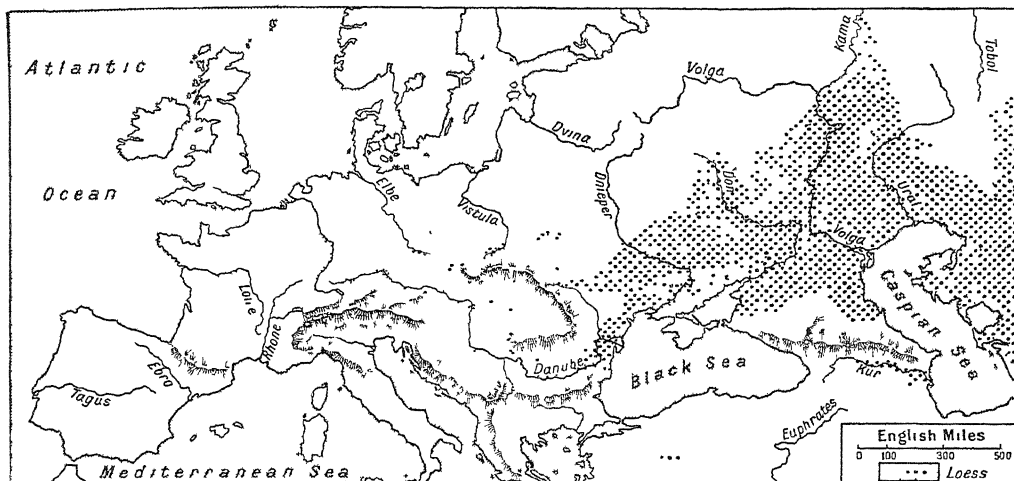 Atlantic
Ocean
Kama
Tobol
Volga
Dvina
Elbe
Vistula
Dnieper
Don
Ural
Volga
Loire
Rhone
Caspian Sea
Danube
Black Sea
Kur
Ebro
Tagus
Euphrates
Mediterranean Sea
English Miles
0 100 300 500
Loess